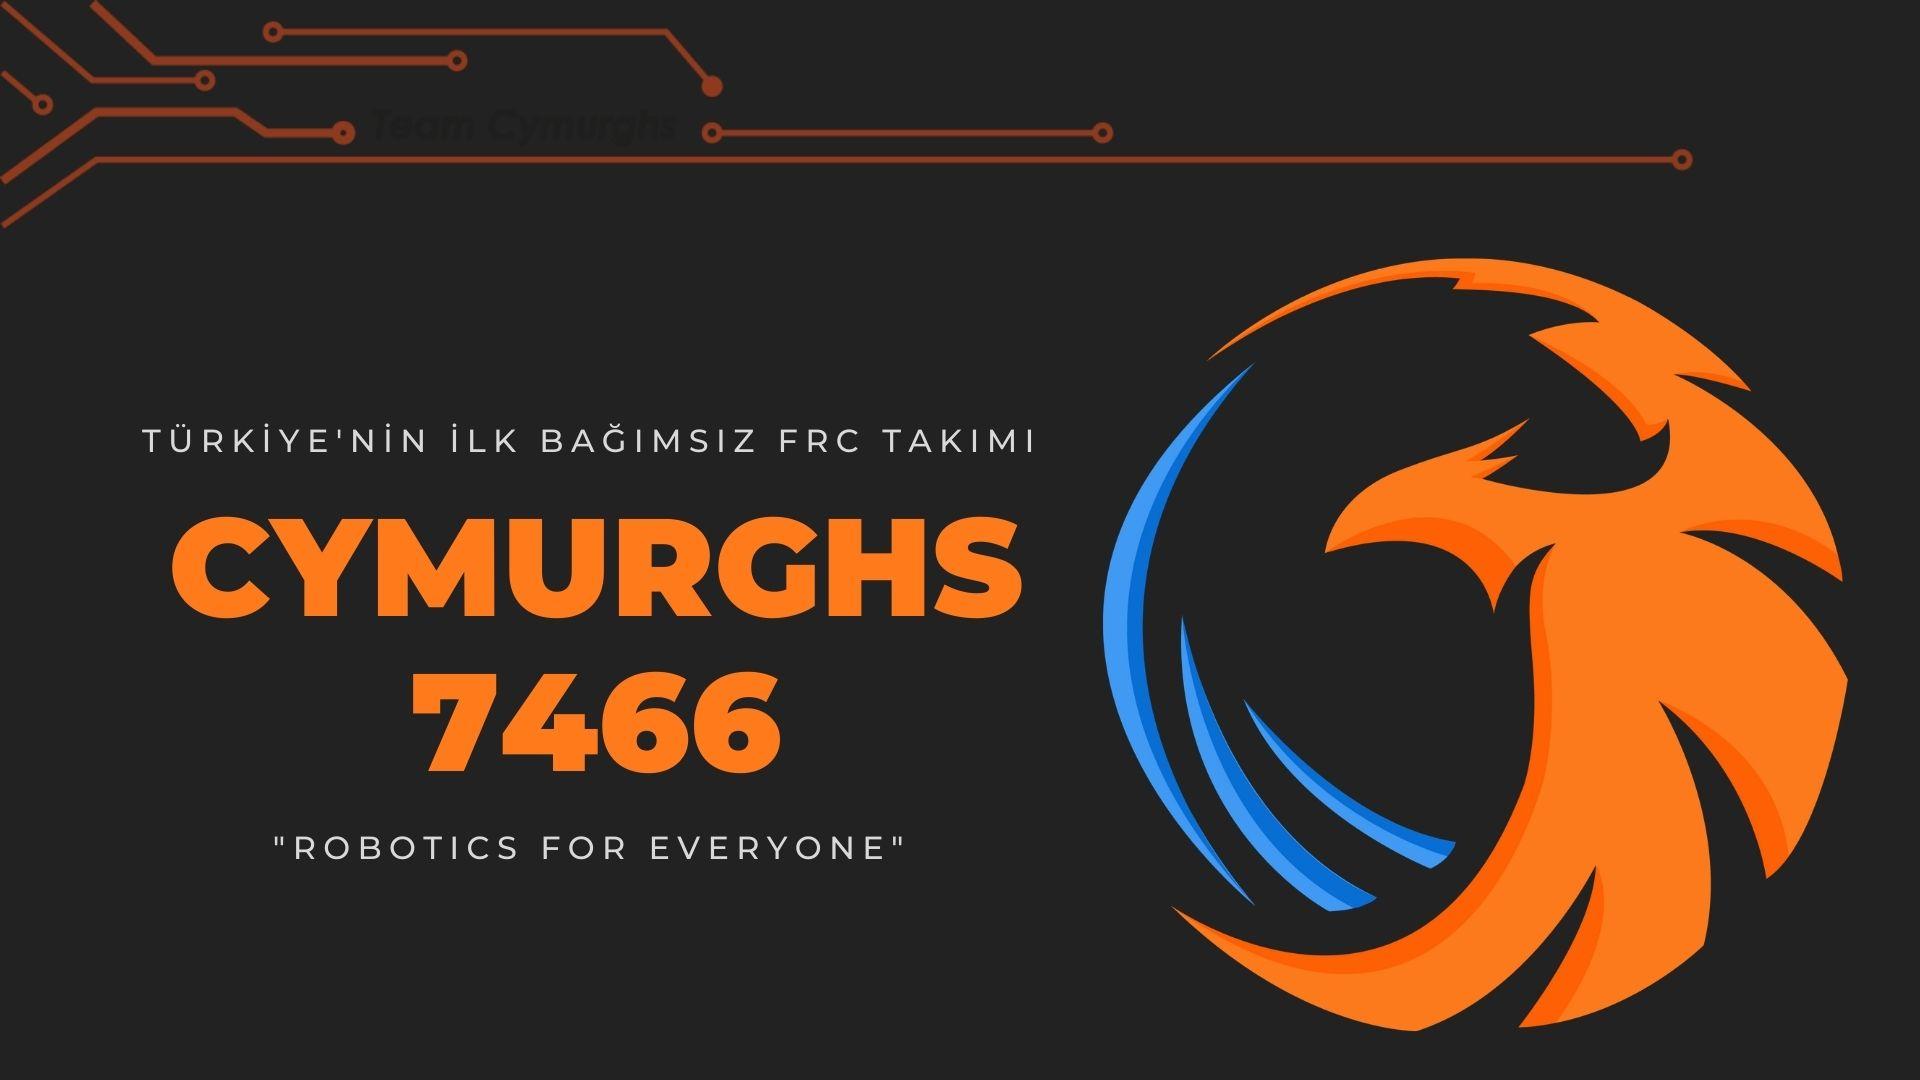 Team Cymurghs
TÜRKİYE'NİN İLK BAĞIMSIZ FRC TAKIMI
CYMURGHS
7466
"ROBOTICS FOR EVERYONE"